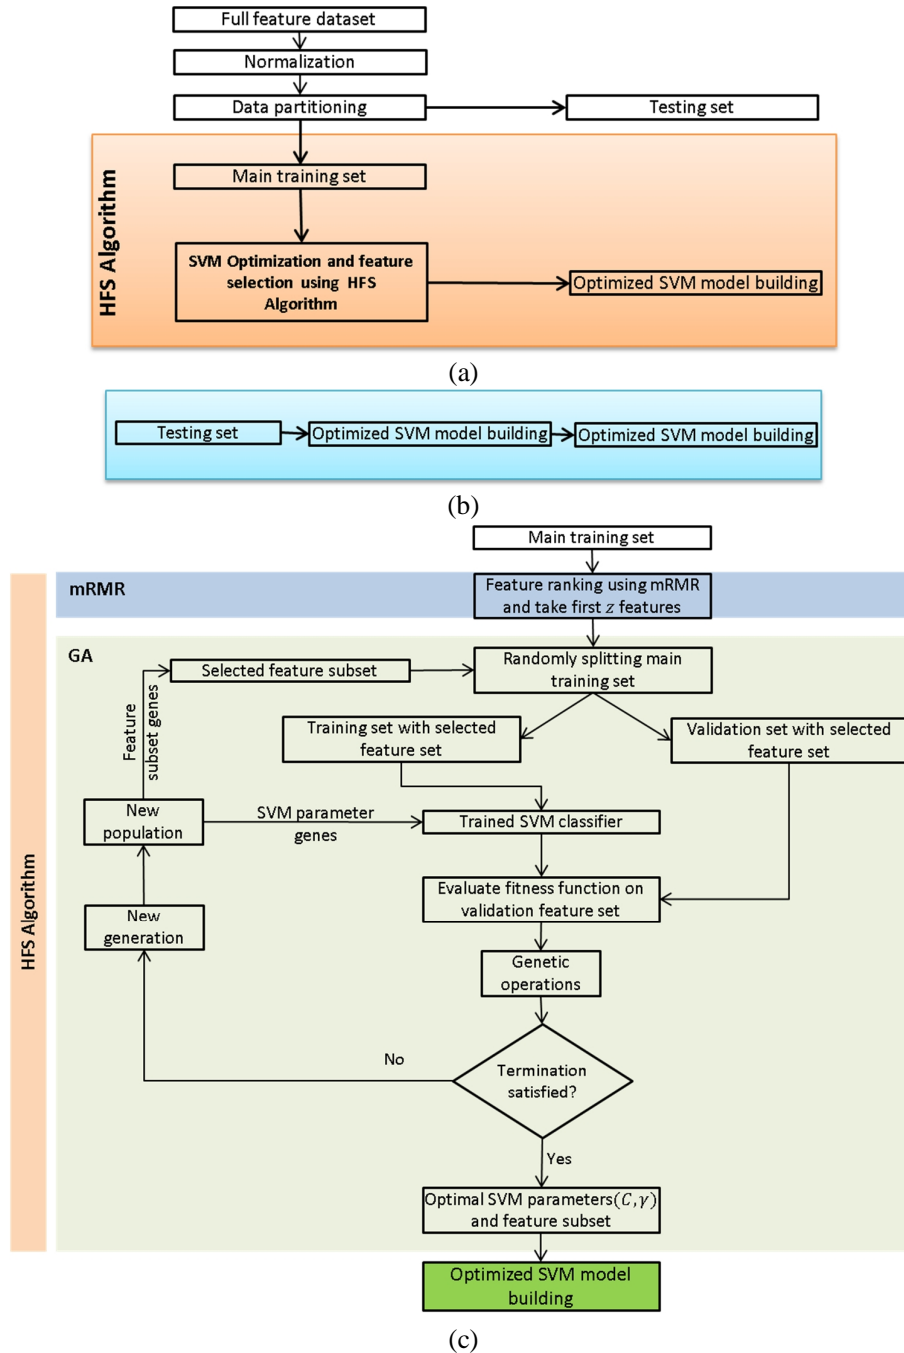 Full feature dataset
Normalization
Data partitioning
Testing set
HFS Algorithm
Main training set
SVM Optimization and feature
selection using HFS
Algorithm
Optimized SVM model building
(a)
Testing set
Optimized SVM model building
Optimized SVM model building
(b)
Main training set
mRMR
Feature ranking using mRMR
and take first z features
HFS Algorithm
GA
Selected feature subset
Randomly splitting main
training set
Feature
subset genes
Training set with selected
feature set
Validation set with selected
feature set
New
population
SVM parameter
genes
Trained SVM classifier
Evaluate fitness function on
validation feature set
New
generation
Genetic
operations
No
Termination
satisfied?
Yes
Optimal SVM parameters(C,γ)
and feature subset
Optimized SVM model
building
(c)